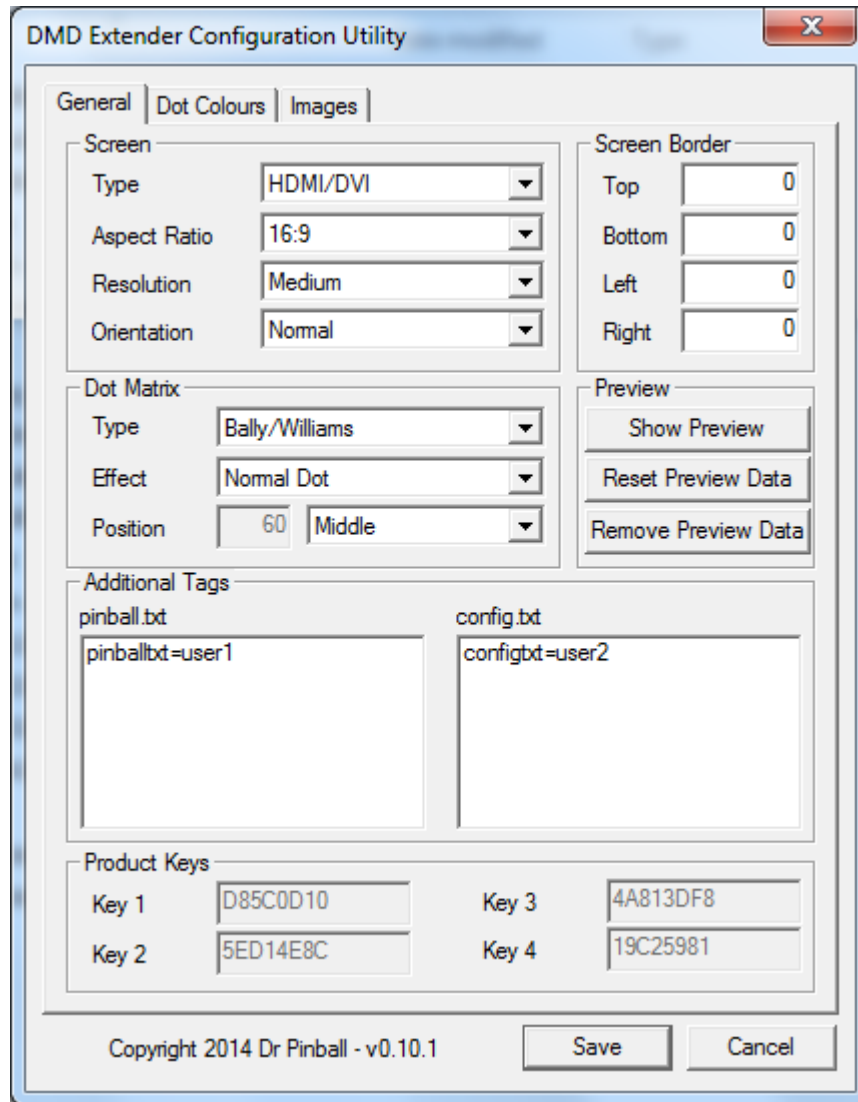 DMD Extender Configuration Utility
General Dot Colours Images
Screen
Type HDMI/DVI
Aspect Ratio 16:9
Resolution Medium
Orientation Normal
Screen Border
Top 0
Bottom 0
Left 0
Right 0
Dot Matrix
Type Bally/Williams
Effect Normal Dot
Position 60 Middle
Preview
Show Preview
Reset Preview Data
Remove Preview Data
Additional Tags
pinball.txt
pinballtxt=user1
config.txt
configtxt=user2
Product Keys
Key 1 D85C0D10
Key 2 5ED14E8C
Key 3 4A813DF8
Key 4 19C25981
Copyright 2014 Dr Pinball - v0.10.1
Save Cancel